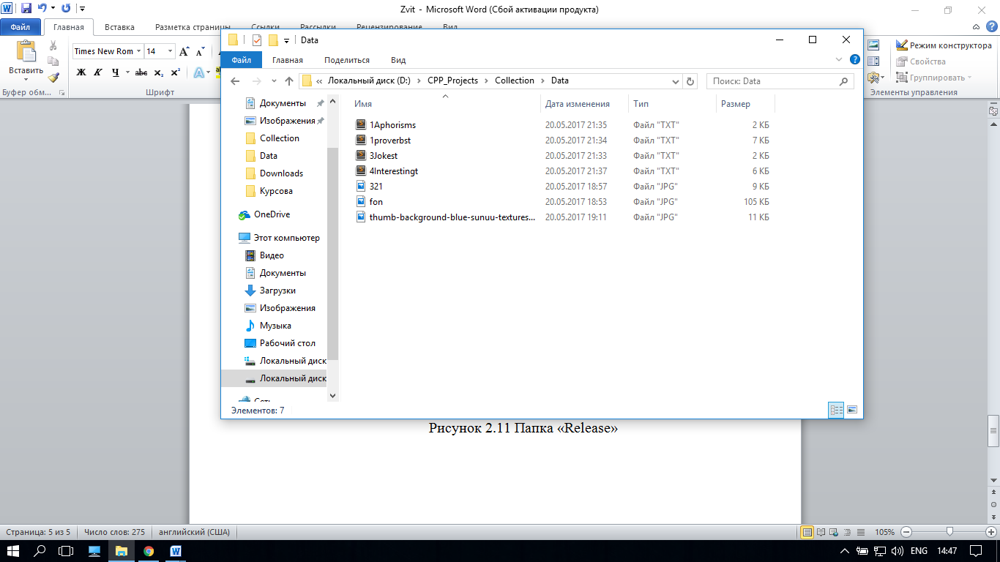 Zvit - Microsoft Word (Сбой активации продукта)
Файл Главная Вставка Разметка страницы Ссылки Рассылки Рецензирование Вид
Вставить
Times New Rom 14
Ж К Ч abc x₂ x²
Буфер обм... Шрифт
Режим конструктора
Свойства
Группировать
Элементы управления
Data
Файл Главная Поделиться Вид
« Локальный диск (D:) > CPP_Projects > Collection > Data
Поиск: Data
Документы
Изображения
Collection
Data
Downloads
Курсова
OneDrive
Этот компьютер
Видео
Документы
Загрузки
Изображения
Музыка
Рабочий стол
Локальный диск
Локальный диск
Сеть
Имя Дата изменения Тип Размер
1Aphorisms 20.05.2017 21:35 Файл "TXT" 2 КБ
1proverbst 20.05.2017 21:34 Файл "TXT" 7 КБ
3Jokest 20.05.2017 21:33 Файл "TXT" 2 КБ
4Interestingt 20.05.2017 21:37 Файл "TXT" 6 КБ
321 20.05.2017 18:57 Файл "JPG" 9 КБ
fon 20.05.2017 18:53 Файл "JPG" 105 КБ
thumb-background-blue-sunuu-textures... 20.05.2017 19:11 Файл "JPG" 11 КБ
Элементов: 7
Рисунок 2.11 Папка «Release»
Страница: 5 из 5 Число слов: 275 английский (США) 105%
ENG 14:47